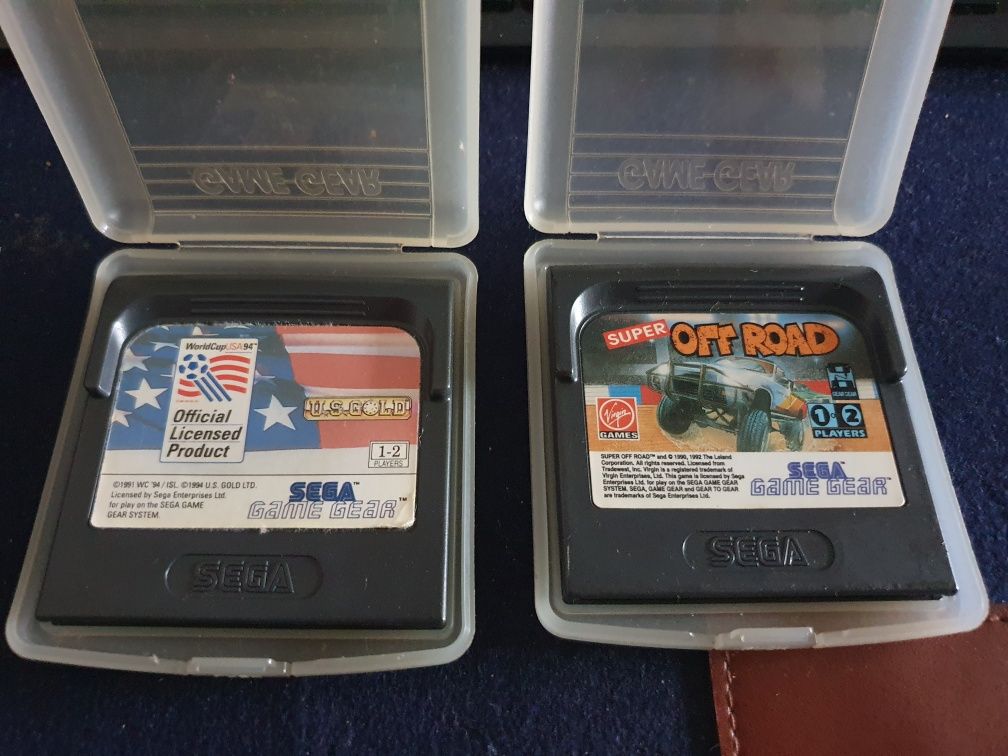 GAME GEAR
WorldCupUSA94™
Official
Licensed
Product
U.S. GOLD
1-2
PLAYERS
©1991 WC '94 / ISL. ©1994 U.S. GOLD LTD.
Licensed by Sega Enterprises Ltd.
for play on the SEGA GAME
GEAR SYSTEM.
SEGA™
GAME GEAR™
SEGA
GAME GEAR
SUPER OFF ROAD
GEAR GEAR
1 or 2
PLAYERS
Virgin
GAMES
SUPER OFF ROAD™ and © 1990, 1992 The Leland
Corporation. All rights reserved. Licensed from
Tradewest, Inc. Virgin is a registered trademark of
Virgin Enterprises, Ltd. This game is licensed by Sega
Enterprises Ltd. for play on the SEGA GAME GEAR
SYSTEM. SEGA, GAME GEAR and GEAR TO GEAR
are trademarks of Sega Enterprises Ltd.
SEGA
GAME GEAR™
SEGA